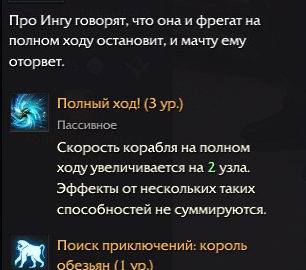 Про Ингу говорят, что она и фрегат на
полном ходу остановит, и мачту ему
оторвет.
Полный ход! (3 ур.)
Пассивное
Скорость корабля на полном
ходу увеличивается на 2 узла.
Эффекты от нескольких таких
способностей не суммируются.
Поиск приключений: король
обезьян (1 ур.)